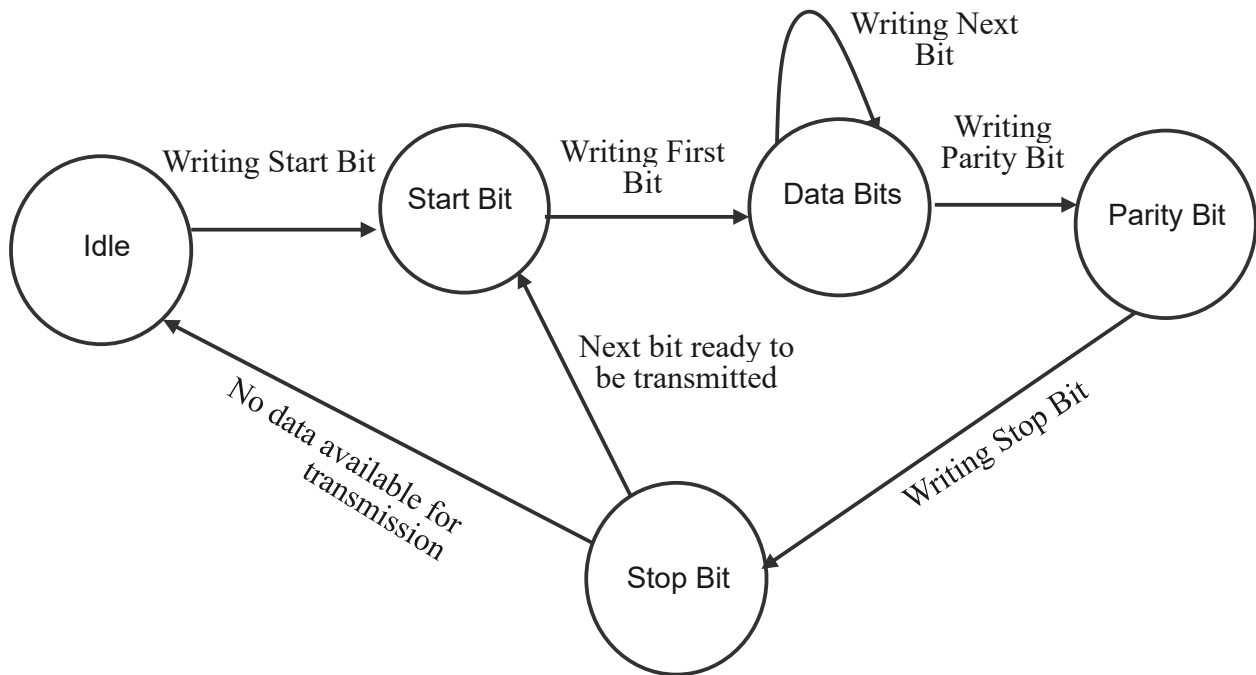 Writing Next
Bit
Writing Start Bit
Writing First
Bit
Writing
Parity Bit
Idle
Start Bit
Data Bits
Parity Bit
Next bit ready to
be transmitted
No data available for
transmission
Writing Stop Bit
Stop Bit